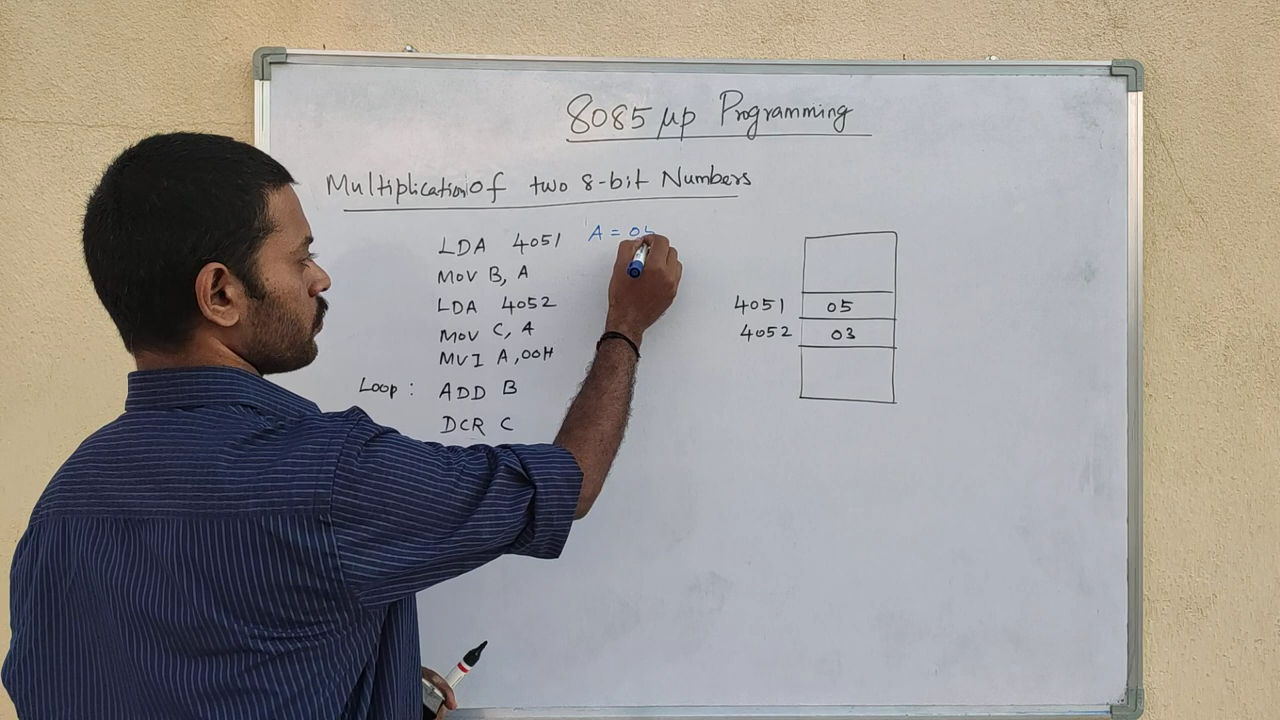 8085 µp Programming
Multiplication of two 8-bit Numbers
LDA 4051 A = 05
MOV B, A
LDA 4052
MOV C, A
MVI A, 00H
Loop : ADD B
DCR C
4051 05
4052 03